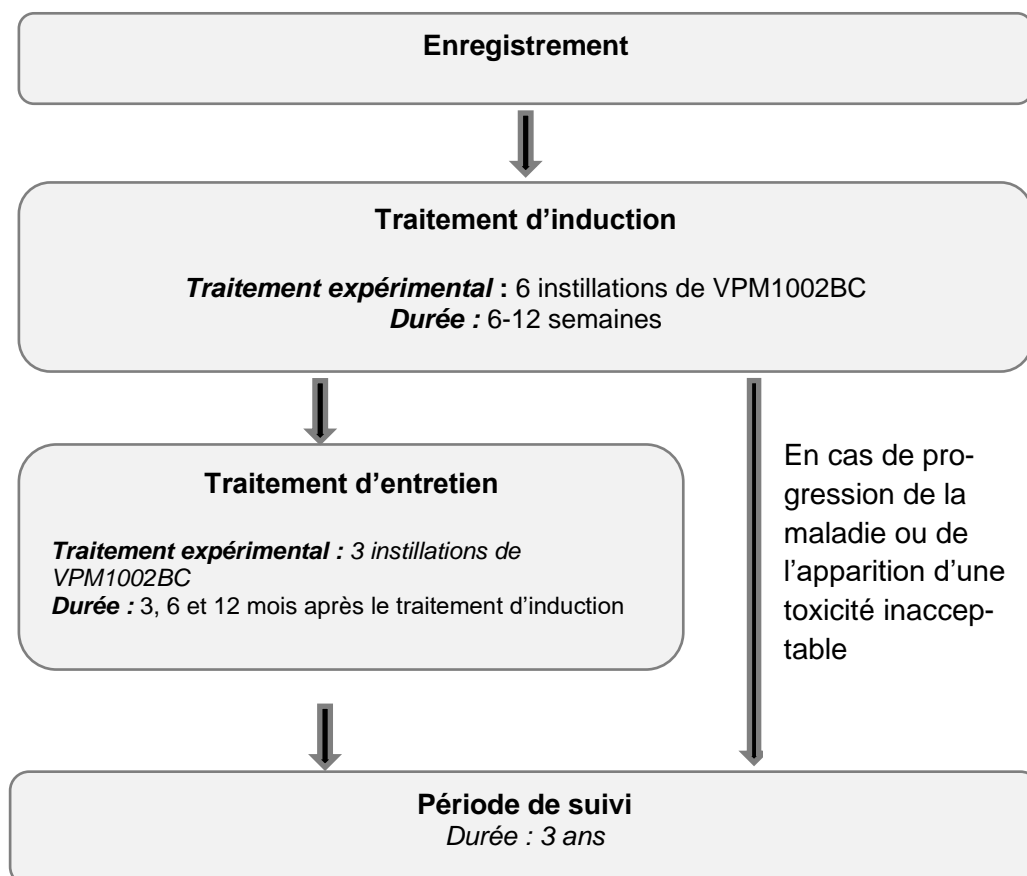 Enregistrement
Traitement d’induction
Traitement expérimental : 6 instillations de VPM1002BC
Durée : 6-12 semaines
Traitement d’entretien
Traitement expérimental : 3 instillations de
VPM1002BC
Durée : 3, 6 et 12 mois après le traitement d’induction
En cas de pro-
gression de la
maladie ou de
l’apparition d’une
toxicité inaccep-
table
Période de suivi
Durée : 3 ans